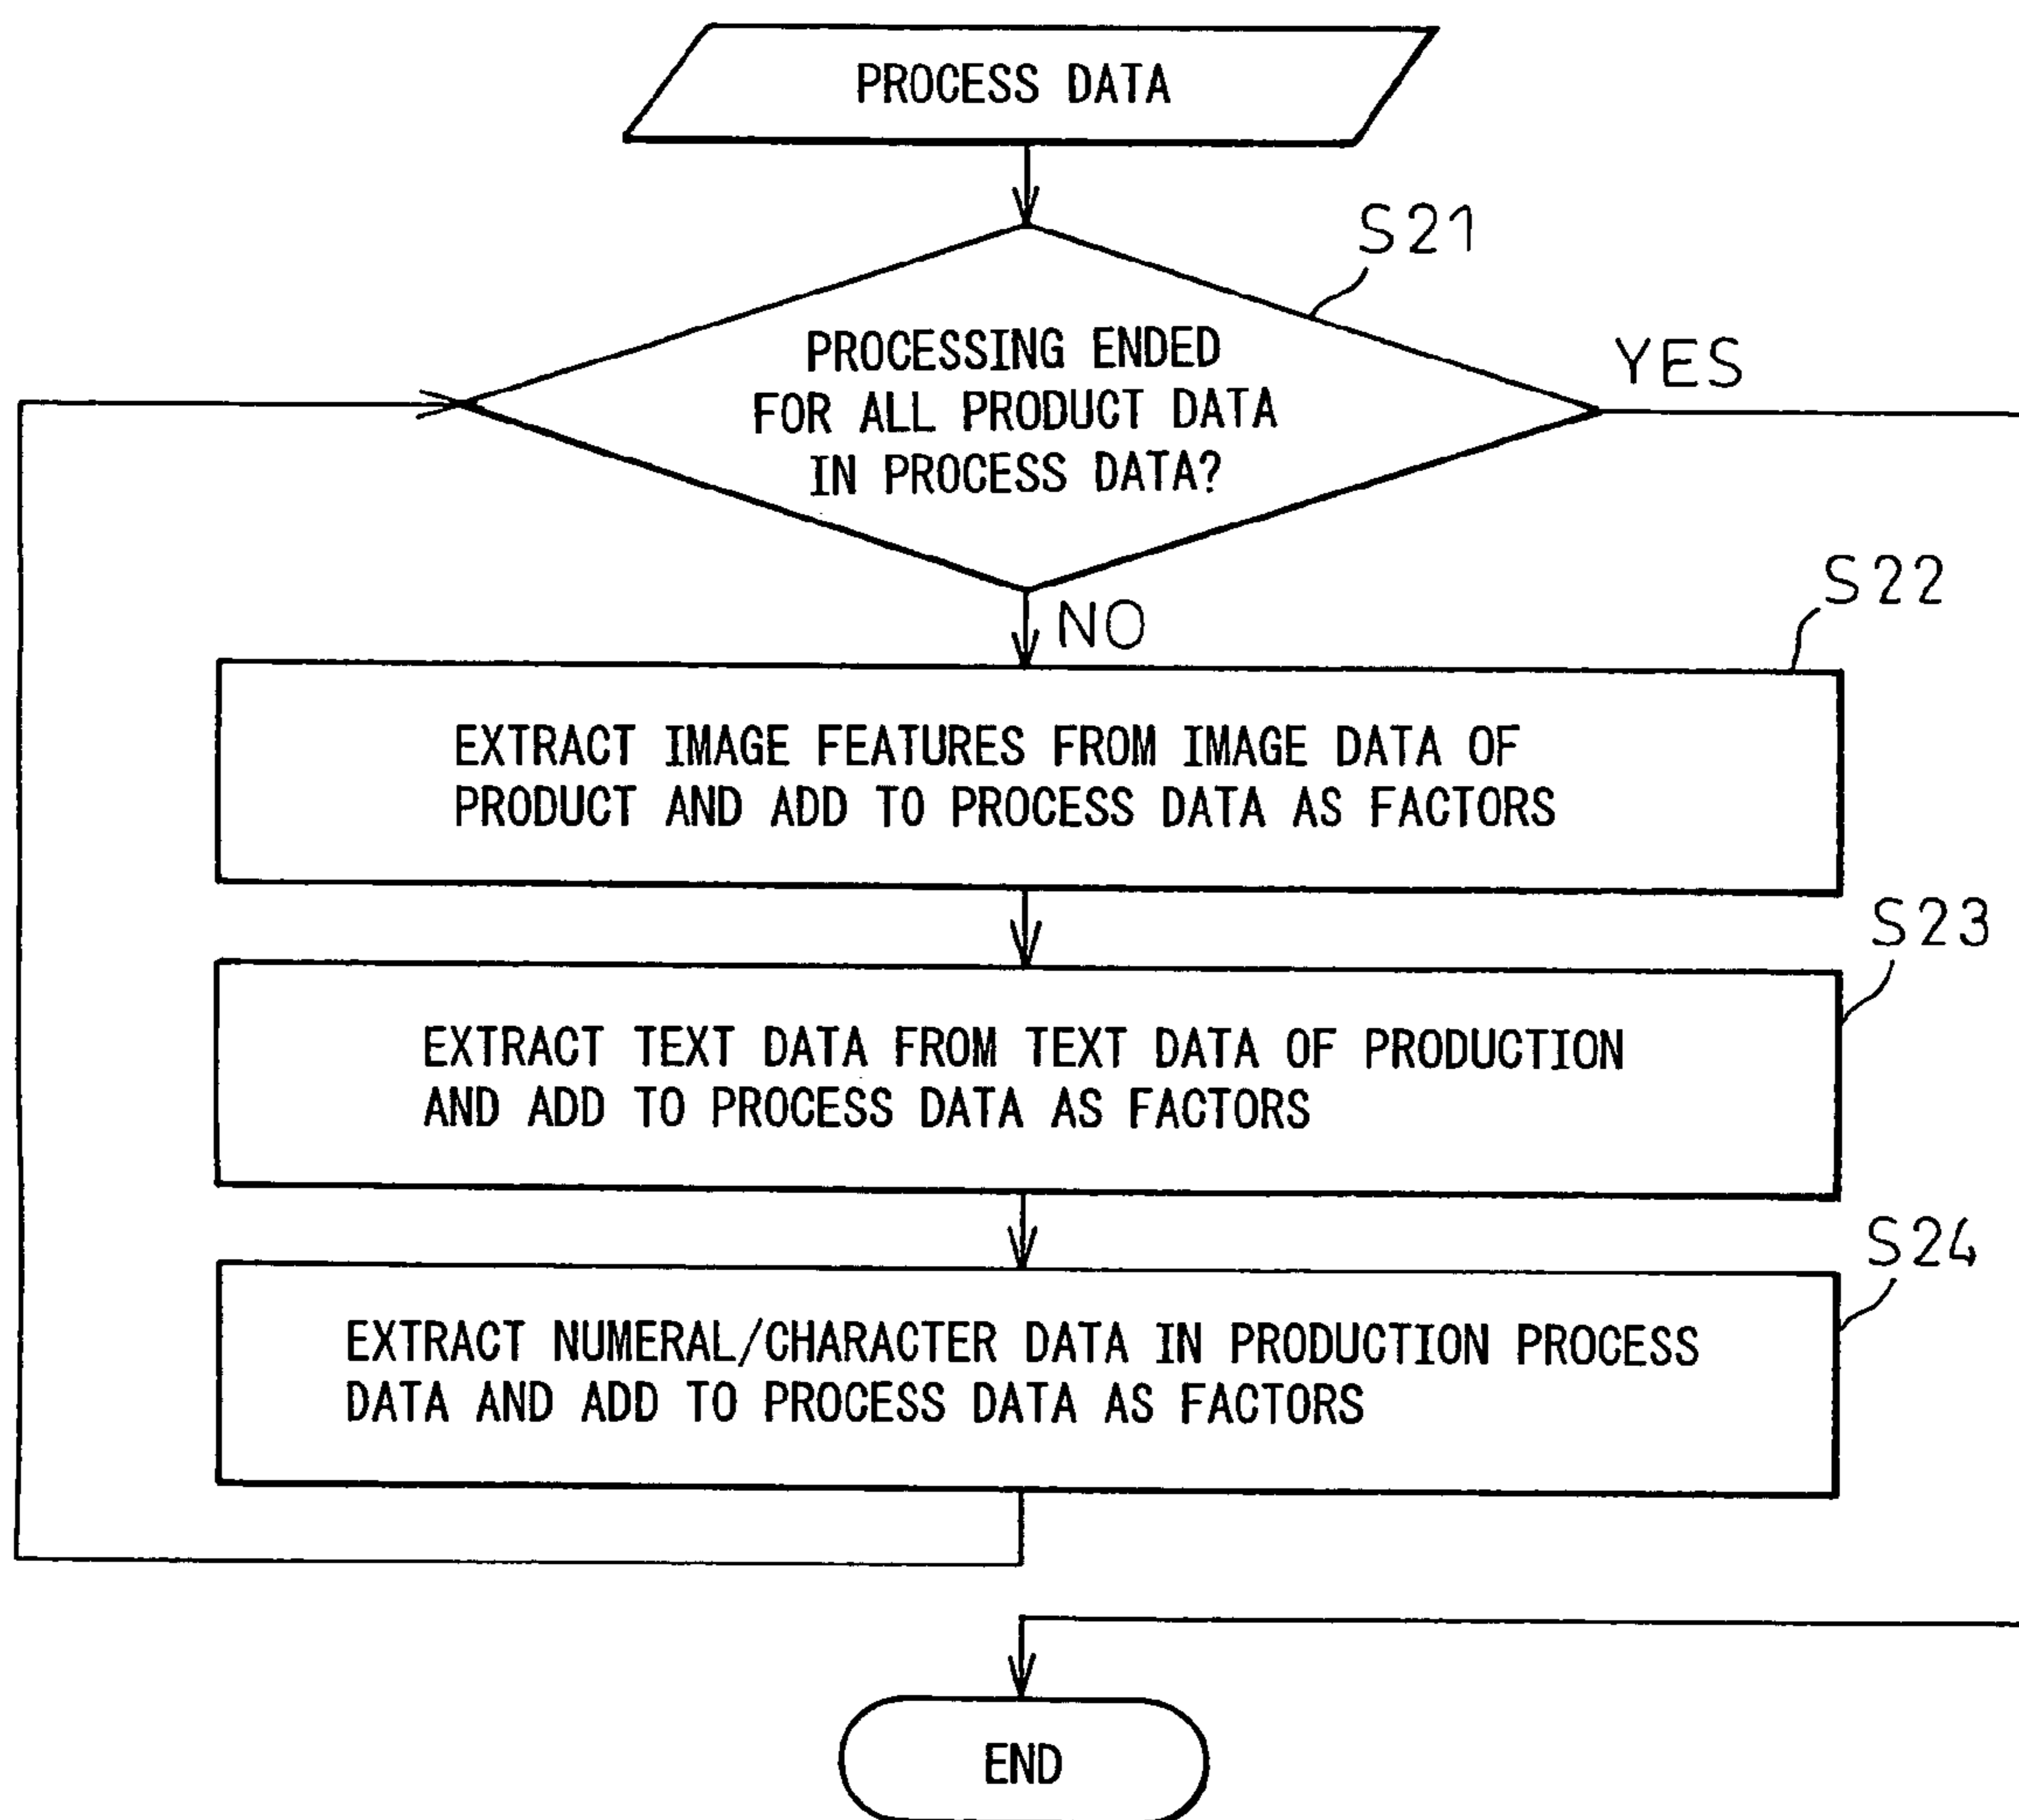 PROCESS DATA
S21
PROCESSING ENDED
FOR ALL PRODUCT DATA
IN PROCESS DATA?
YES
NO
S22
EXTRACT IMAGE FEATURES FROM IMAGE DATA OF
PRODUCT AND ADD TO PROCESS DATA AS FACTORS
S23
EXTRACT TEXT DATA FROM TEXT DATA OF PRODUCTION
AND ADD TO PROCESS DATA AS FACTORS
S24
EXTRACT NUMERAL/CHARACTER DATA IN PRODUCTION PROCESS
DATA AND ADD TO PROCESS DATA AS FACTORS
END